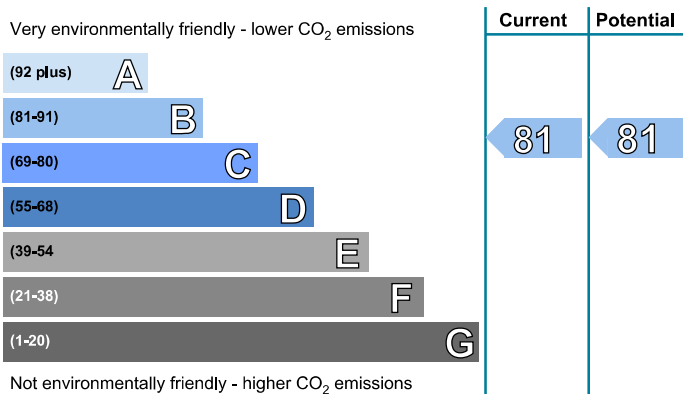 Current Potential
Very environmentally friendly - lower CO2 emissions
(92 plus) A
(81-91) B
81 81
(69-80) C
(55-68) D
(39-54 E
(21-38) F
(1-20) G
Not environmentally friendly - higher CO2 emissions